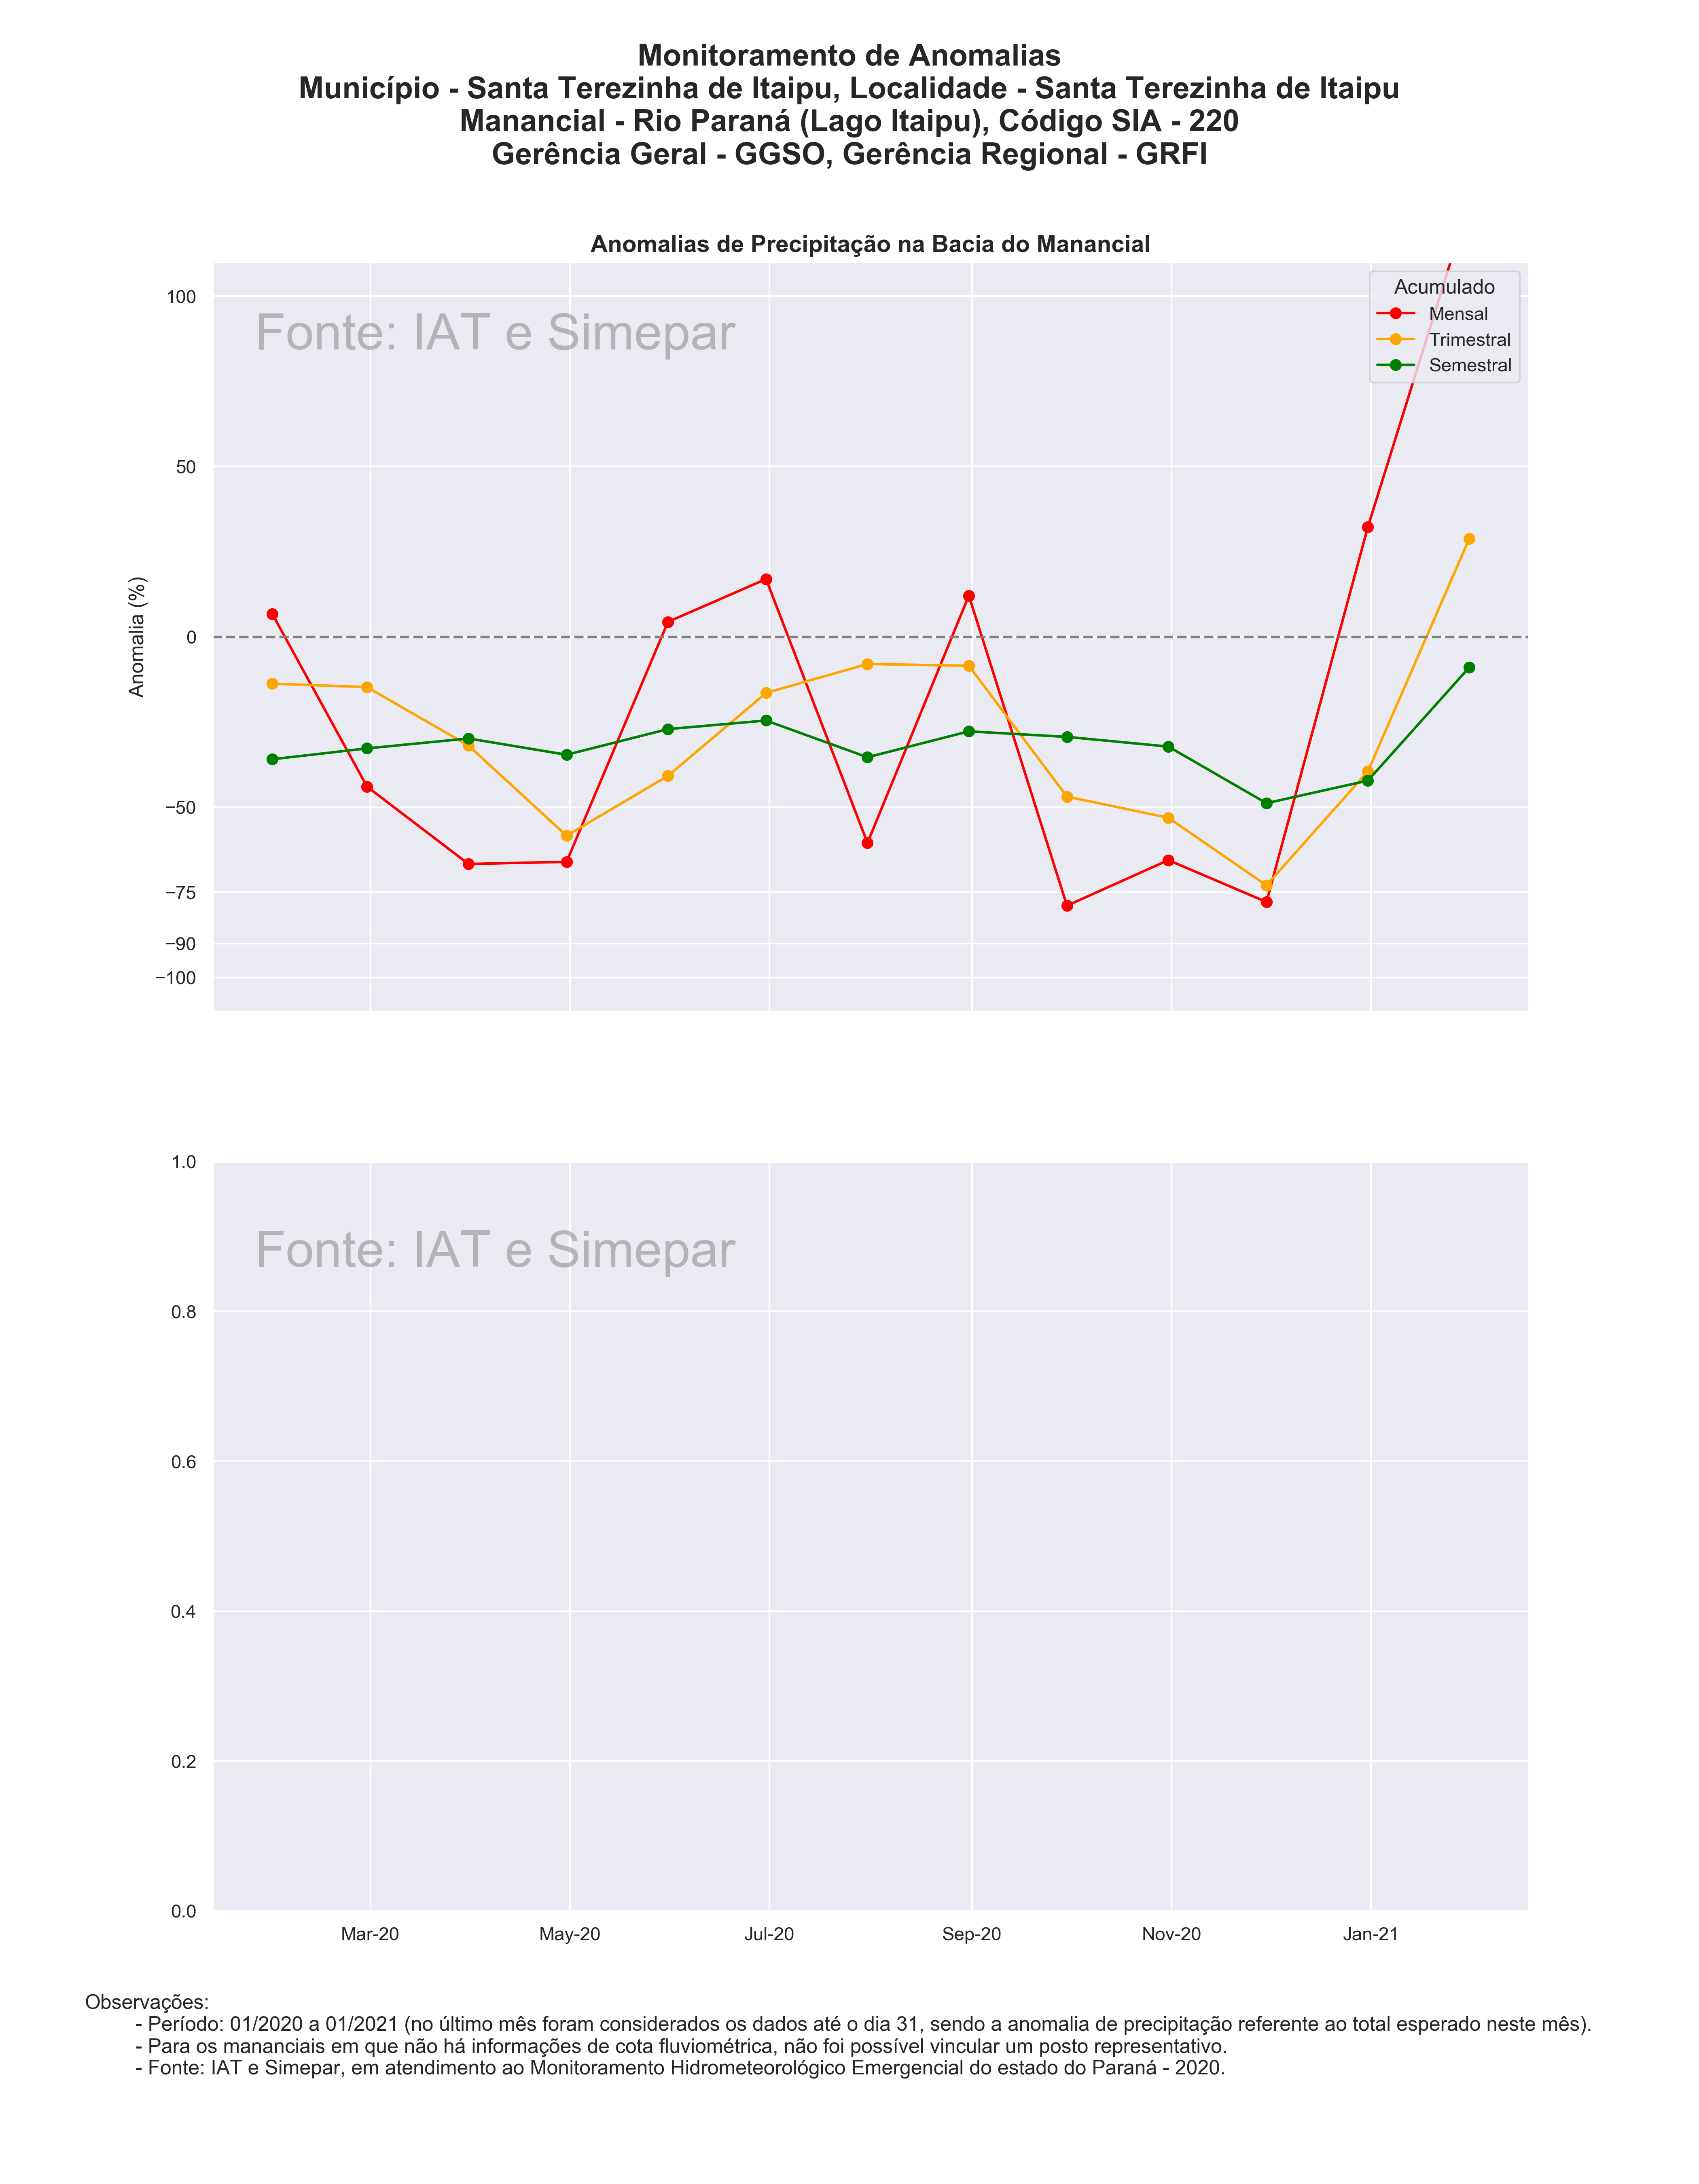 Monitoramento de Anomalias
Município - Santa Terezinha de Itaipu, Localidade - Santa Terezinha de Itaipu
Manancial - Rio Paraná (Lago Itaipu), Código SIA - 220
Gerência Geral - GGSO, Gerência Regional - GRFI
Anomalias de Precipitação na Bacia do Manancial
Fonte: IAT e Simepar
Acumulado
Mensal
Trimestral
Semestral
Anomalia (%)
100
50
0
−50
−75
−90
−100
Fonte: IAT e Simepar
1.0
0.8
0.6
0.4
0.2
0.0
Mar-20 May-20 Jul-20 Sep-20 Nov-20 Jan-21
Observações:
- Período: 01/2020 a 01/2021 (no último mês foram considerados os dados até o dia 31, sendo a anomalia de precipitação referente ao total esperado neste mês).
- Para os mananciais em que não há informações de cota fluviométrica, não foi possível vincular um posto representativo.
- Fonte: IAT e Simepar, em atendimento ao Monitoramento Hidrometeorológico Emergencial do estado do Paraná - 2020.